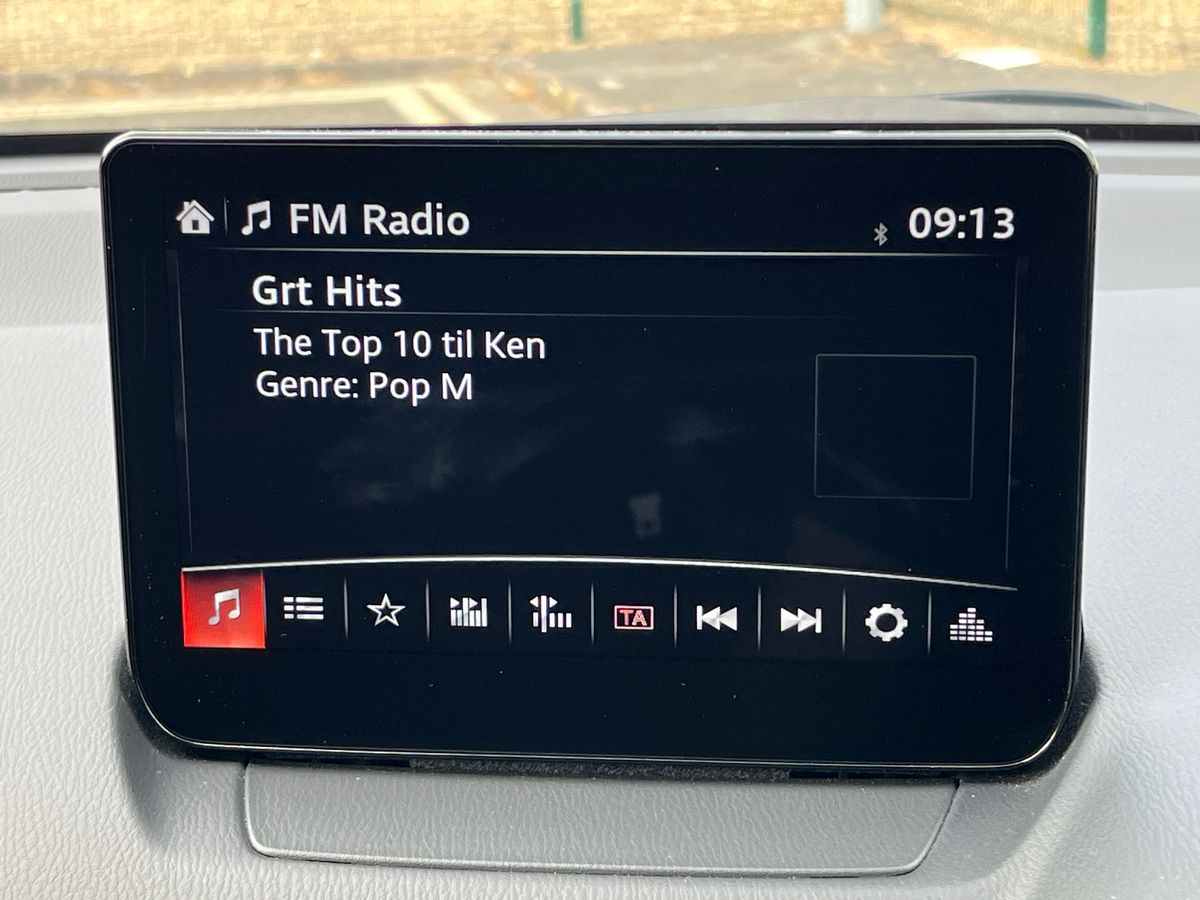 FM Radio
09:13
Grt Hits
The Top 10 til Ken
Genre: Pop M
TA